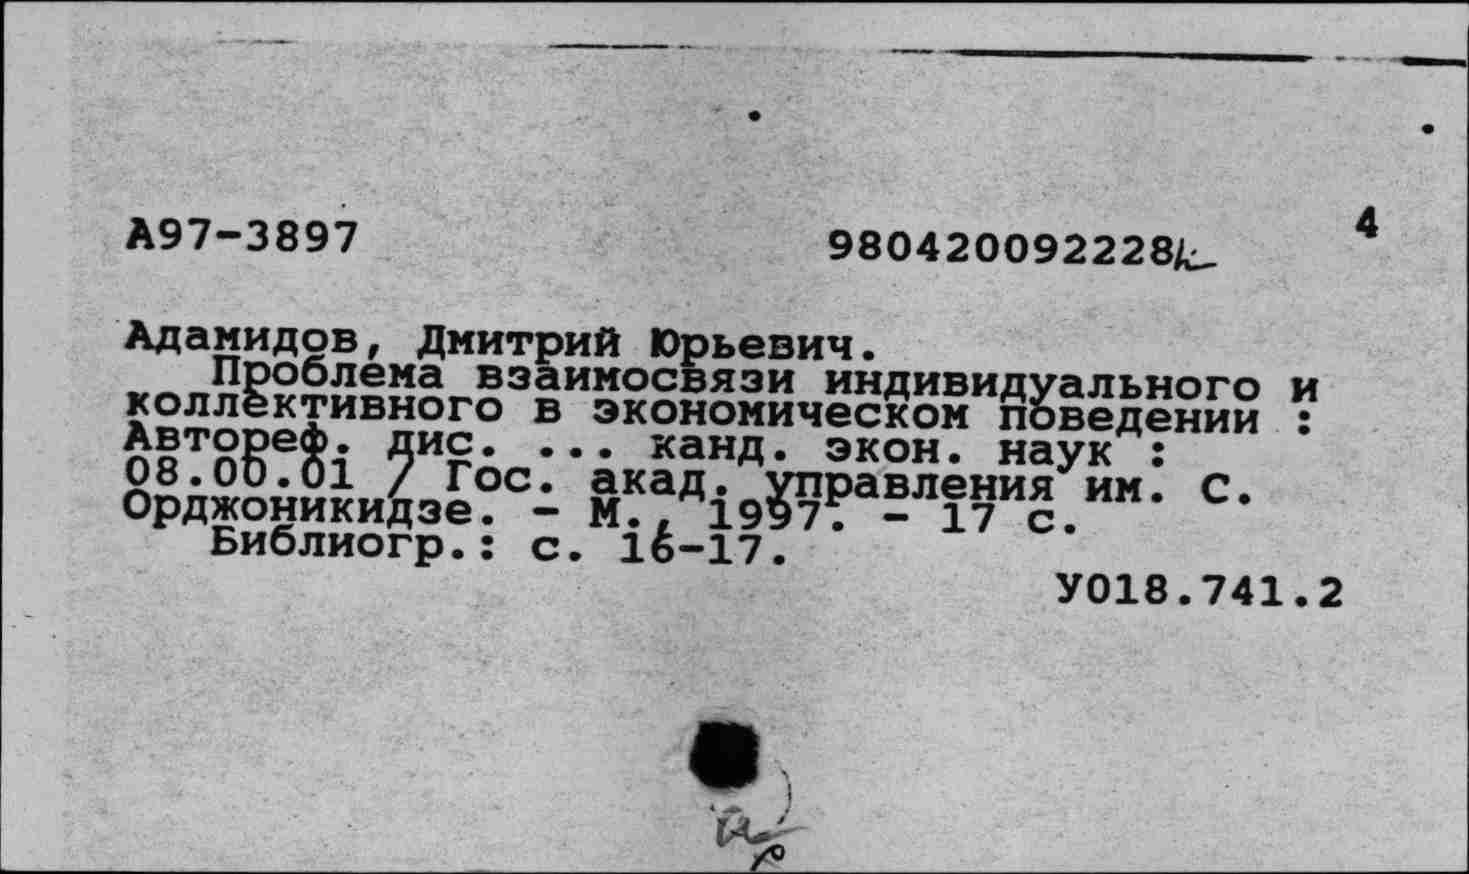 А97-3897 980420092228 4
Адамидов, Дмитрий Юрьевич.
Проблема взаимосвязи индивидуального и
коллективного в экономическом поведении :
Автореф. дис. ... канд. экон. наук :
08.00.01 / Гос. акад. управления им. С.
Орджоникидзе. - М., 1997. - 17 с.
Библиогр.: с. 16-17.
У018.741.2